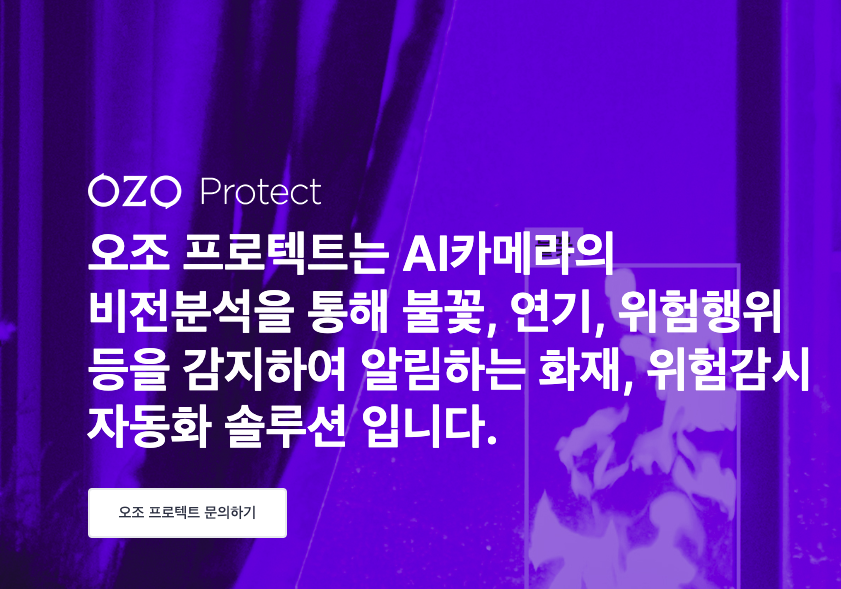 OZO Protect
오조 프로텍트는 AI카메라의
비전분석을 통해 불꽃, 연기, 위험행위
등을 감지하여 알림하는 화재, 위험감시
자동화 솔루션 입니다.
오조 프로텍트 문의하기